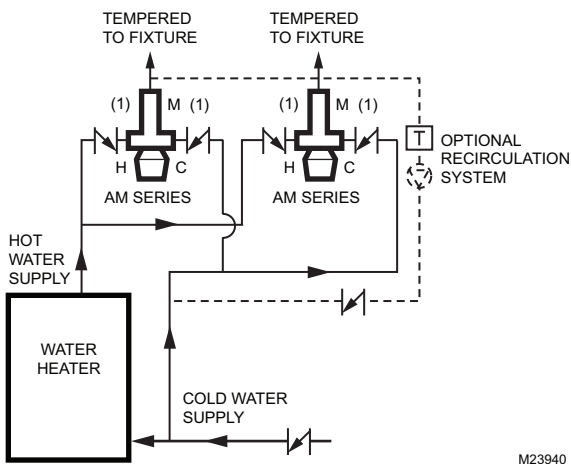 TEMPERED
TO FIXTURE
TEMPERED
TO FIXTURE
(1)
M
(1)
(1)
M
(1)
T
OPTIONAL
RECIRCULATION
SYSTEM
H
C
H
C
AM SERIES
AM SERIES
HOT
WATER
SUPPLY
WATER
HEATER
COLD WATER
SUPPLY
M23940